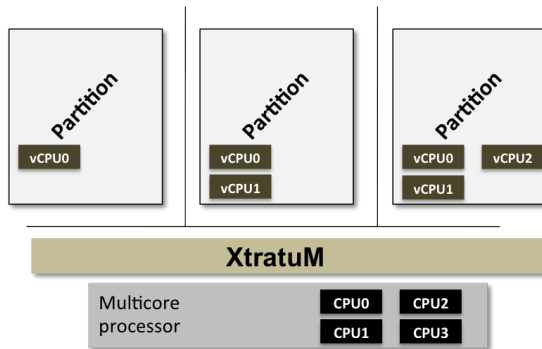 Partition
vCPU0
Partition
vCPU0
vCPU1
Partition
vCPU0 vCPU2
vCPU1
XtratuM
Multicore
processor
CPU0 CPU2
CPU1 CPU3